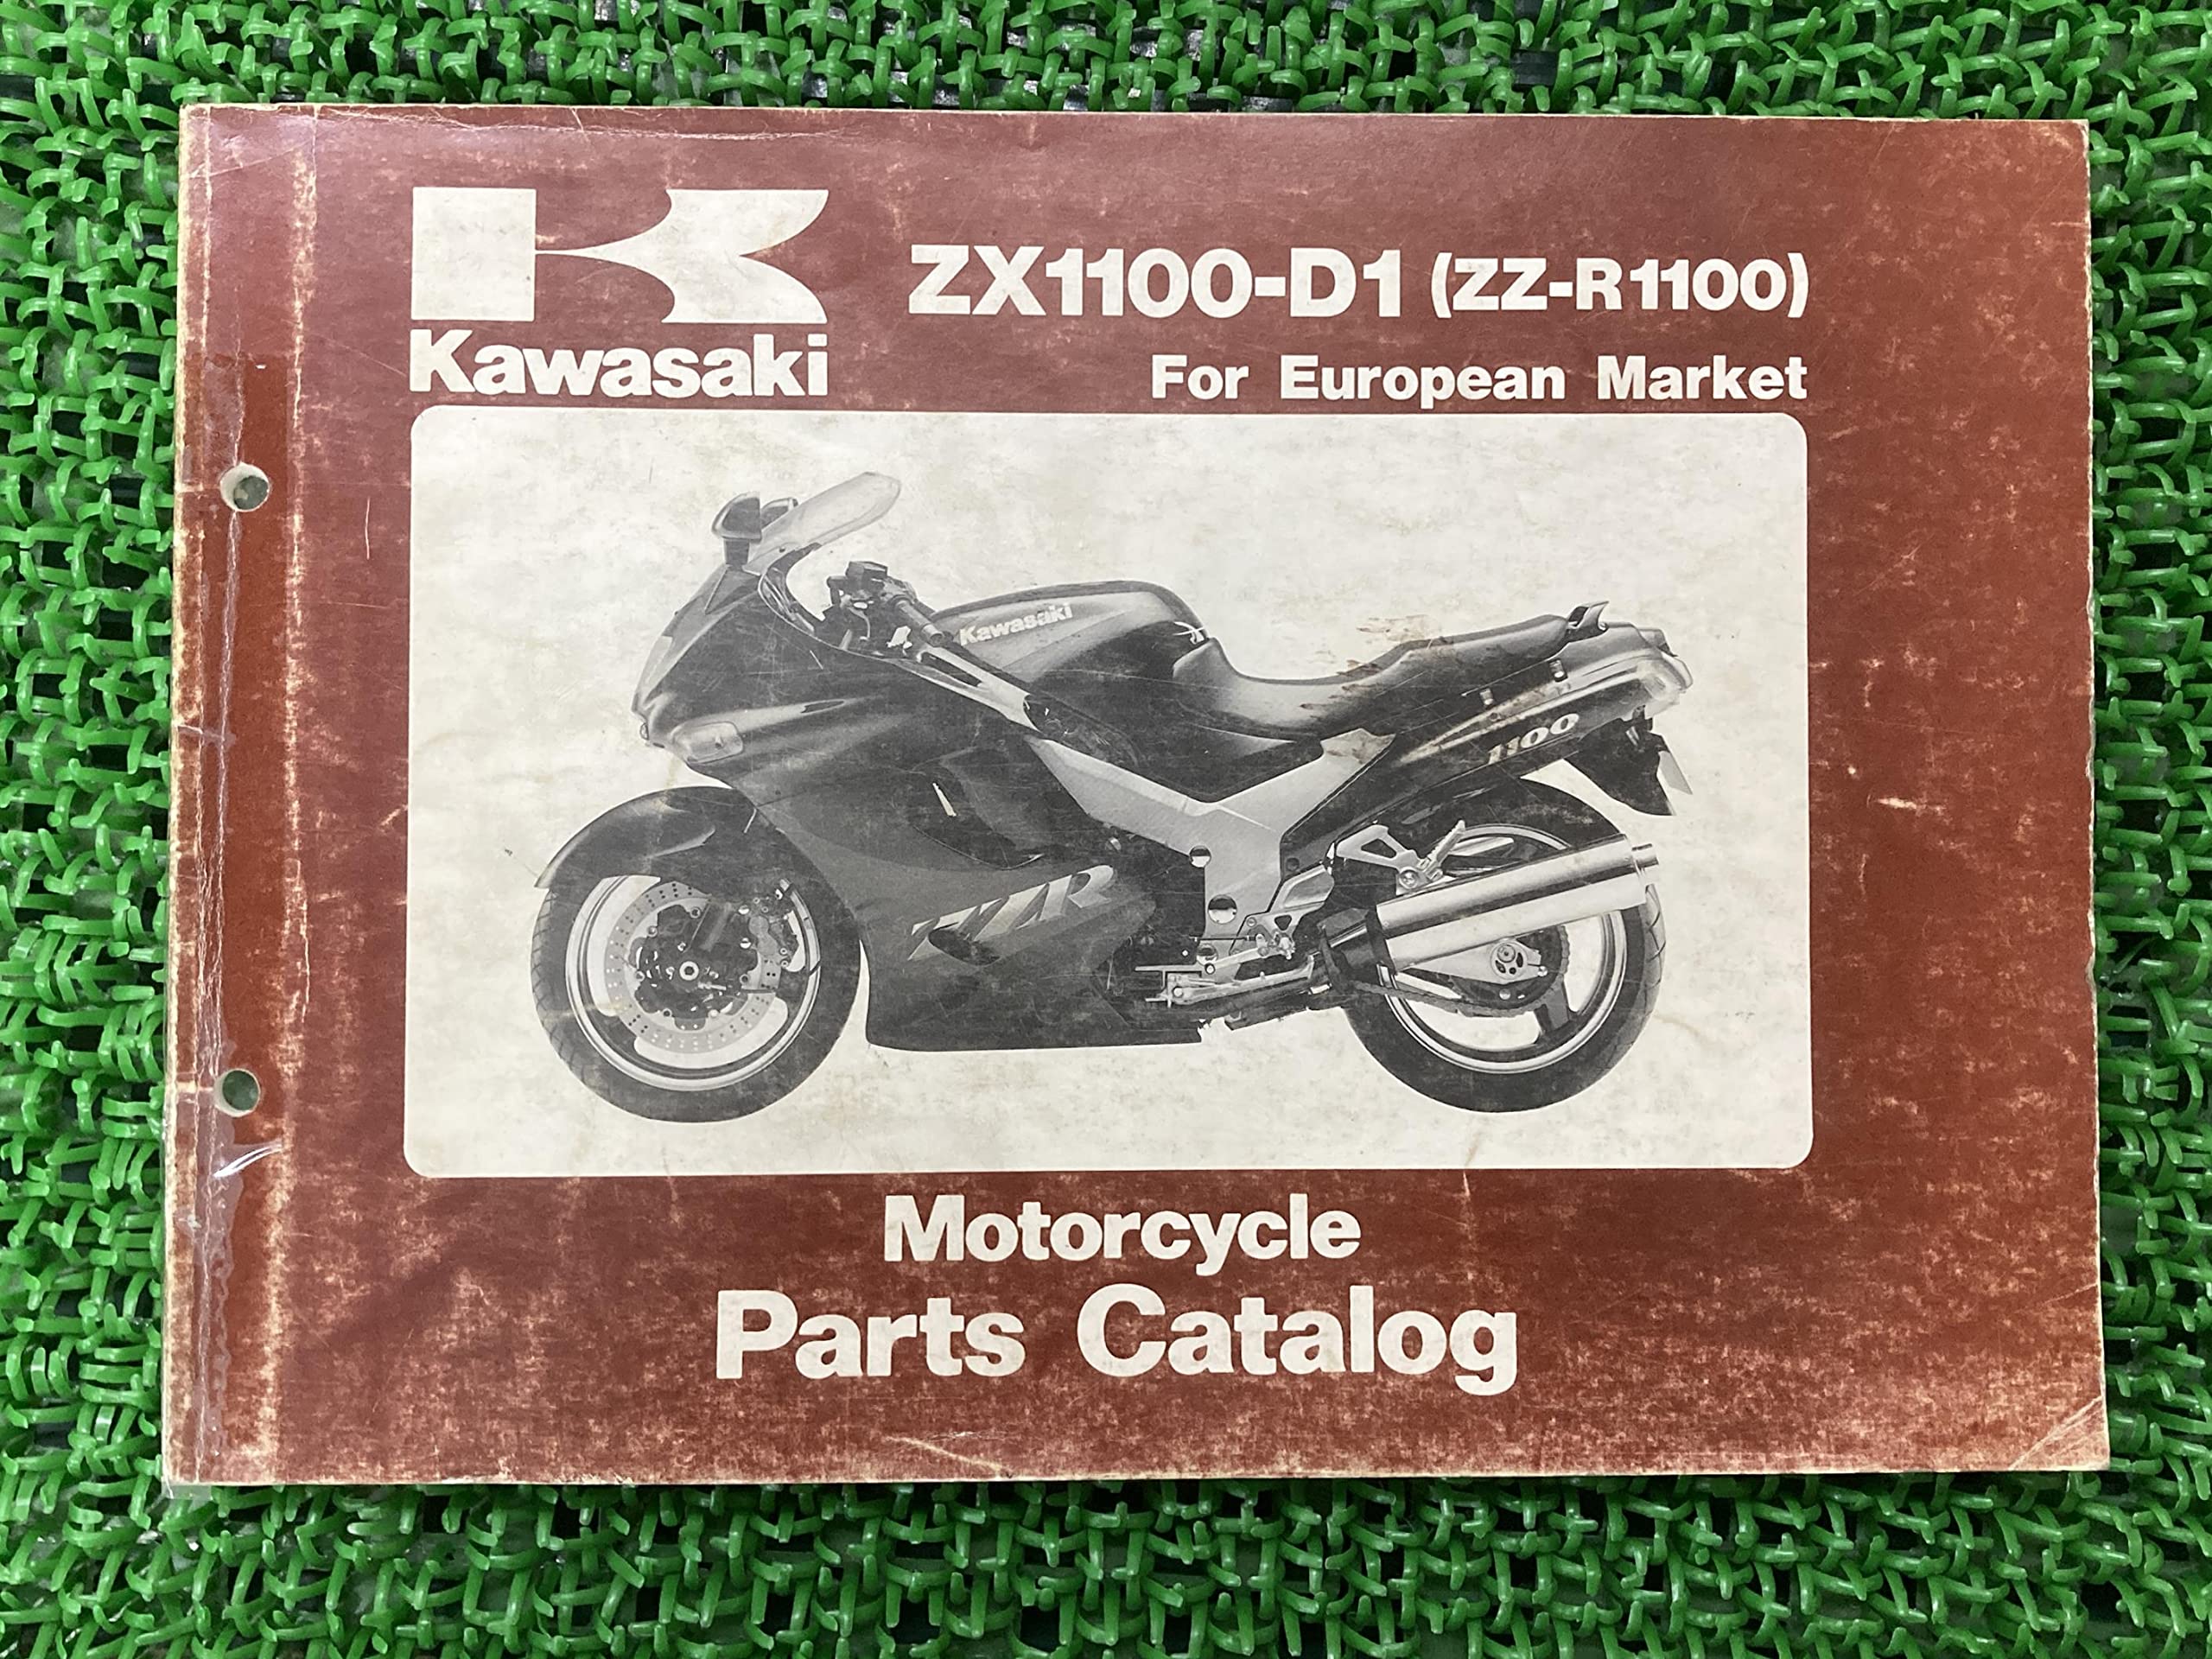 ZX1100-D1 (ZZ-R1100)
Kawasaki
For European Market
Kawasaki
1100
ZZR
Motorcycle
Parts Catalog